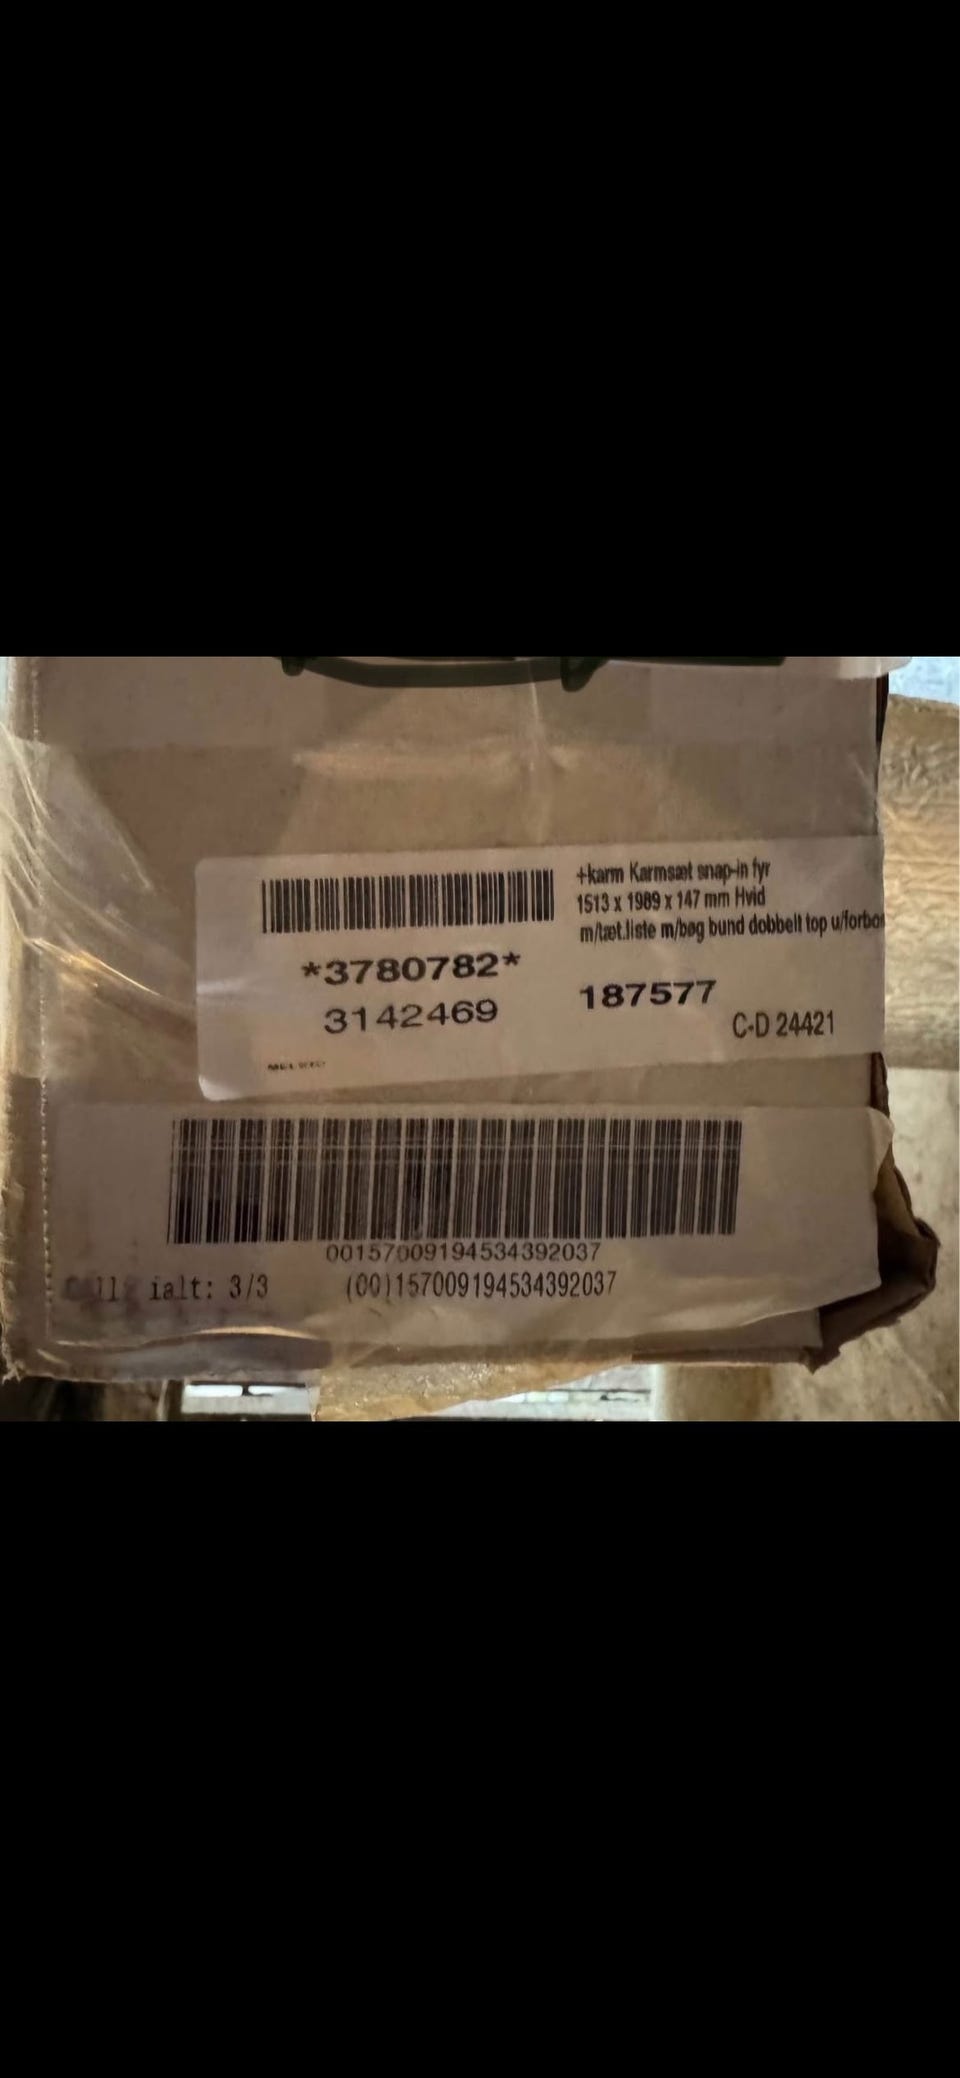 +karm Karmsæt snap-in fyr
1513 x 1989 x 147 mm Hvid
m/tæt.liste m/bøg bund dobbelt top
*3780782*
3142469
187577
C-D 24421
00157009194534392037
ialt: 3/3
(00)157009194534392037